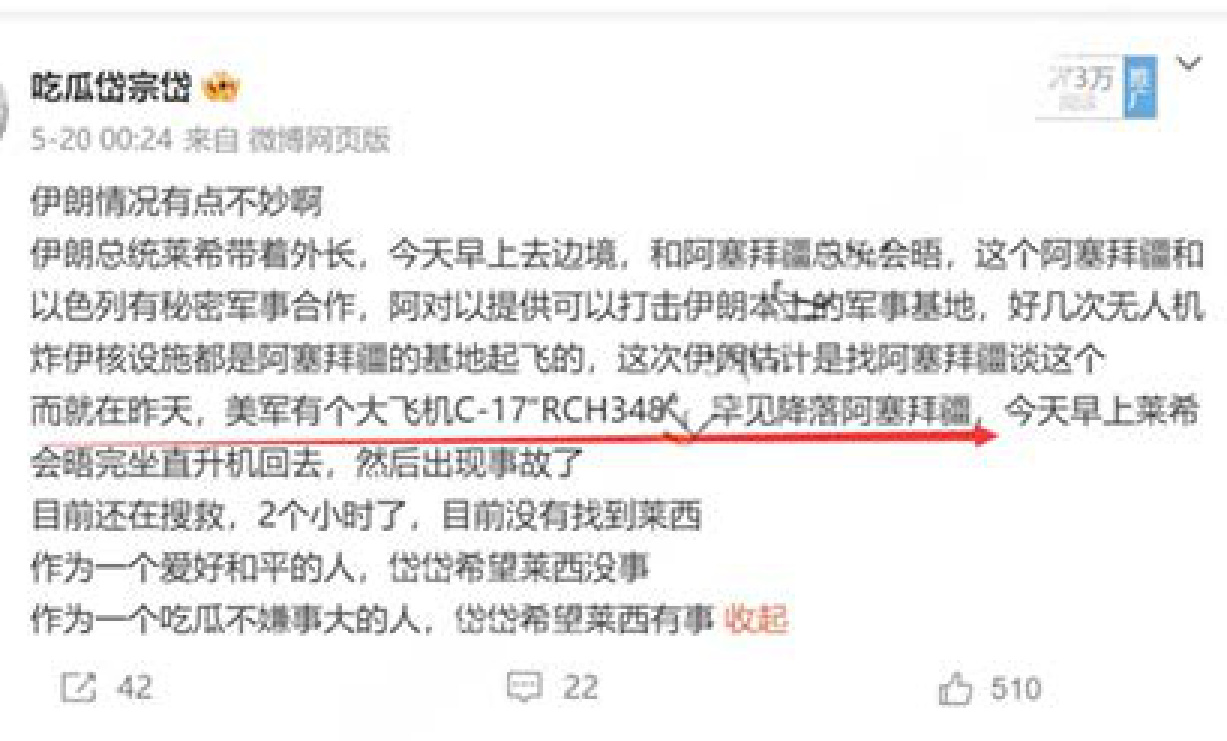 吃瓜岱宗岱
3万
推广
5-20 00:24 来自 微博网页版
伊朗情况有点不妙啊
伊朗总统莱希带着外长，今天早上去边境，和阿塞拜疆总统会晤，这个阿塞拜疆和
以色列有秘密军事合作，阿对以提供可以打击伊朗本土的军事基地，好几次无人机
炸伊核设施都是阿塞拜疆的基地起飞的，这次伊朗估计是找阿塞拜疆谈这个
而就在昨天，美军有个大飞机C-17"RCH348，罕见降落阿塞拜疆，今天早上莱希
会晤完坐直升机回去，然后出现事故了
目前还在搜救，2个小时了，目前没有找到莱西
作为一个爱好和平的人，岱岱希望莱西没事
作为一个吃瓜不嫌事大的人，岱岱希望莱西有事 收起
42 22 510